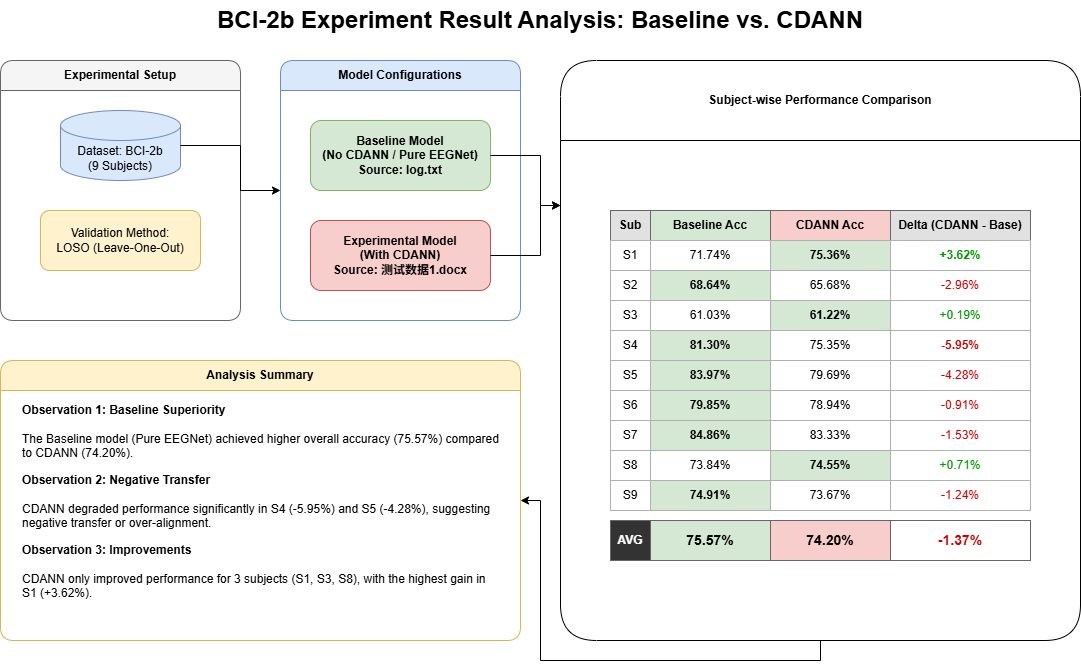 BCI-2b Experiment Result Analysis: Baseline vs. CDANN
Experimental Setup
Dataset: BCI-2b
(9 Subjects)
Validation Method:
LOSO (Leave-One-Out)
Model Configurations
Baseline Model
(No CDANN / Pure EEGNet)
Source: log.txt
Experimental Model
(With CDANN)
Source: 测试数据1.docx
Subject-wise Performance Comparison
Sub Baseline Acc CDANN Acc Delta (CDANN - Base)
S1 71.74% 75.36% +3.62%
S2 68.64% 65.68% -2.96%
S3 61.03% 61.22% +0.19%
S4 81.30% 75.35% -5.95%
S5 83.97% 79.69% -4.28%
S6 79.85% 78.94% -0.91%
S7 84.86% 83.33% -1.53%
S8 73.84% 74.55% +0.71%
S9 74.91% 73.67% -1.24%
AVG 75.57% 74.20% -1.37%
Analysis Summary
Observation 1: Baseline Superiority
The Baseline model (Pure EEGNet) achieved higher overall accuracy (75.57%) compared
to CDANN (74.20%).
Observation 2: Negative Transfer
CDANN degraded performance significantly in S4 (-5.95%) and S5 (-4.28%), suggesting
negative transfer or over-alignment.
Observation 3: Improvements
CDANN only improved performance for 3 subjects (S1, S3, S8), with the highest gain in
S1 (+3.62%).